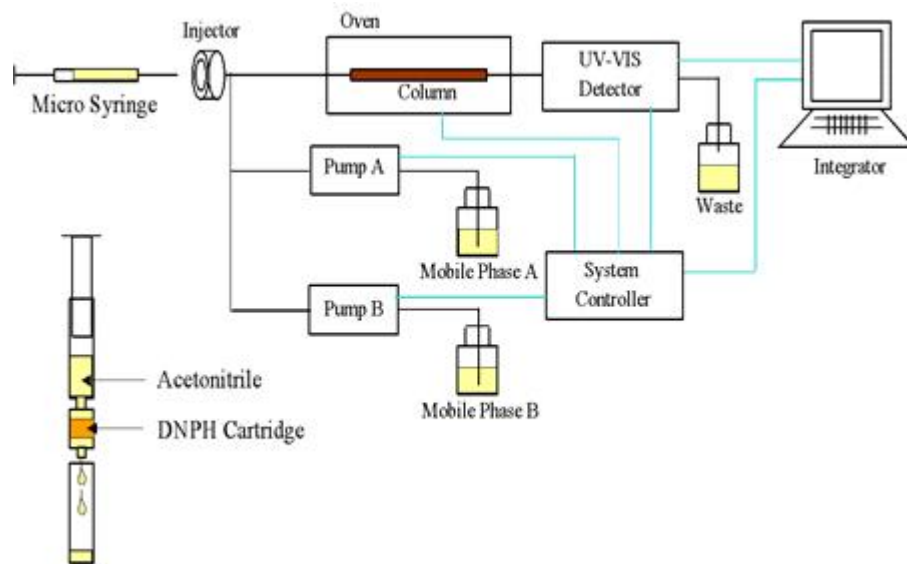 Oven
Injector
UV-VIS
Detector
Column
Micro Syringe
Integrator
Pump A
Waste
Mobile Phase A
System
Controller
Pump B
Acetonitrile
Mobile Phase B
DNPH Cartridge